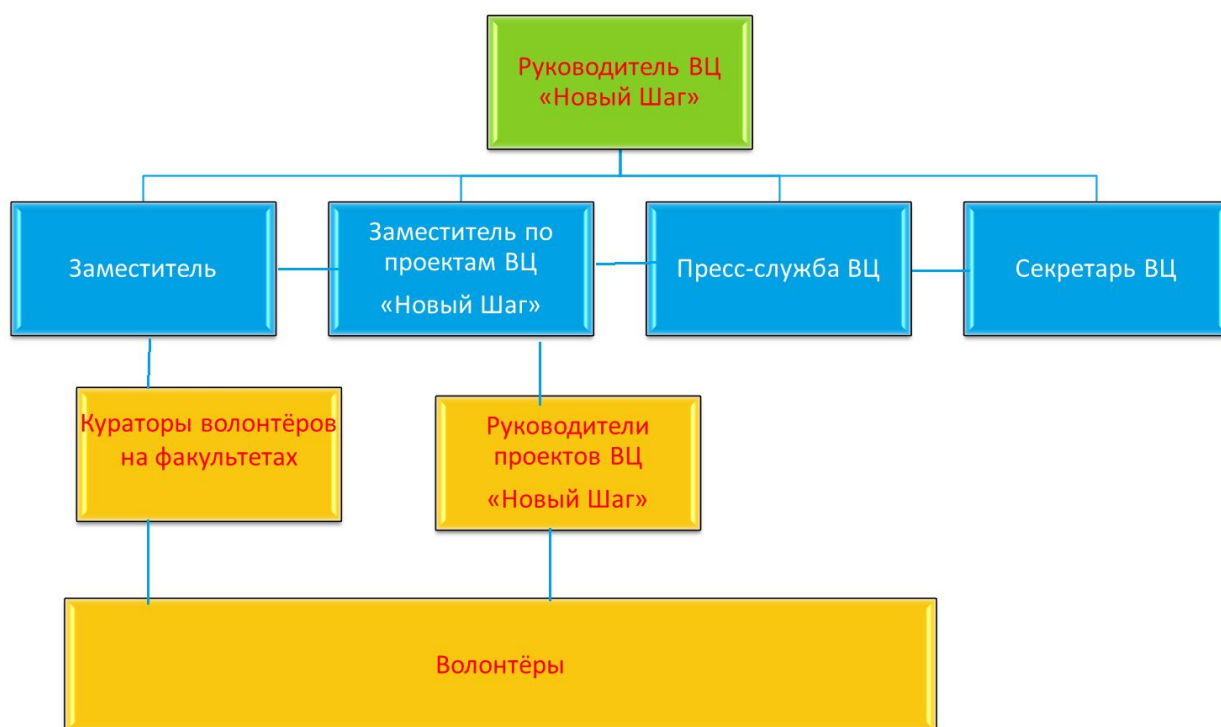 Руководитель ВЦ
«Новый Шаг»
Заместитель
Заместитель по
проектам ВЦ
«Новый Шаг»
Пресс-служба ВЦ
Секретарь ВЦ
Кураторы волонтёров
на факультетах
Руководители
проектов ВЦ
«Новый Шаг»
Волонтёры